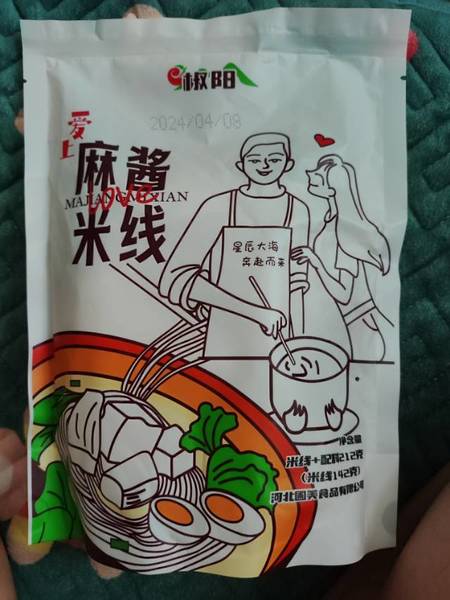 椒阳
2024/04/08
爱上
麻酱
MAJIANG MIXIAN
love
米线
星辰大海
奔赴而来
净含量
米线+配料212克
(米线142克)
河北圆美食品有限公司